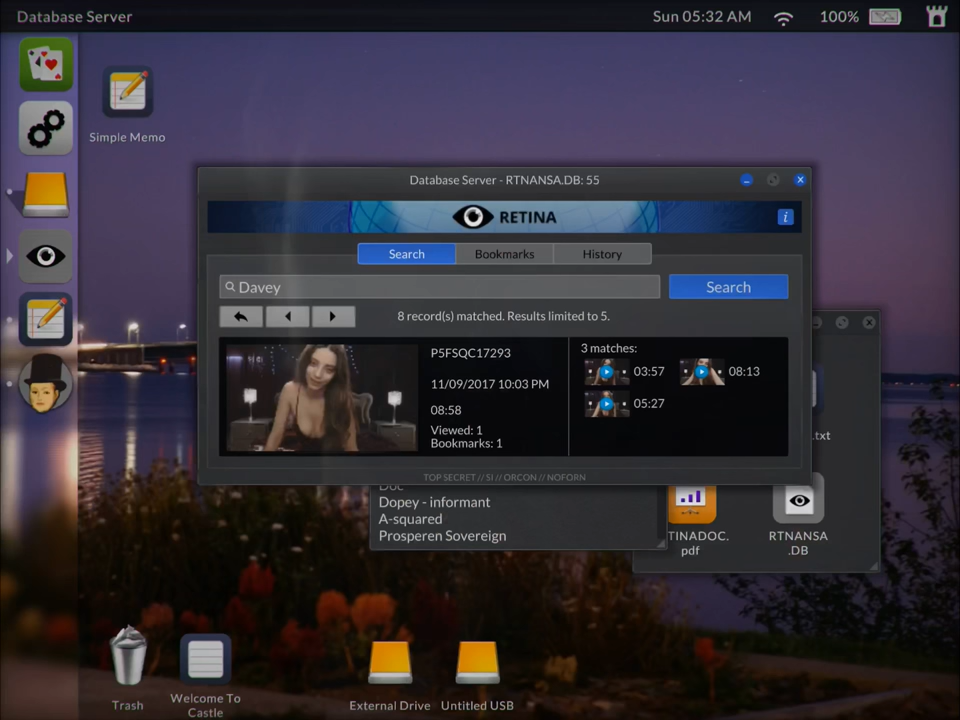 Database Server
Sun 05:32 AM
100%
Simple Memo
Database Server - RTNANSA.DB: 55
RETINA
i
Search
Bookmarks
History
Davey
Search
8 record(s) matched. Results limited to 5.
P5FSQC17293
11/09/2017 10:03 PM
08:58
Viewed: 1
Bookmarks: 1
3 matches:
03:57
08:13
05:27
TOP SECRET // SI // ORCON // NOFORN
.txt
Doc
Dopey - informant
A-squared
Prosperen Sovereign
TINADOC.
pdf
RTNANSA
.DB
Trash
Welcome To
Castle
External Drive
Untitled USB